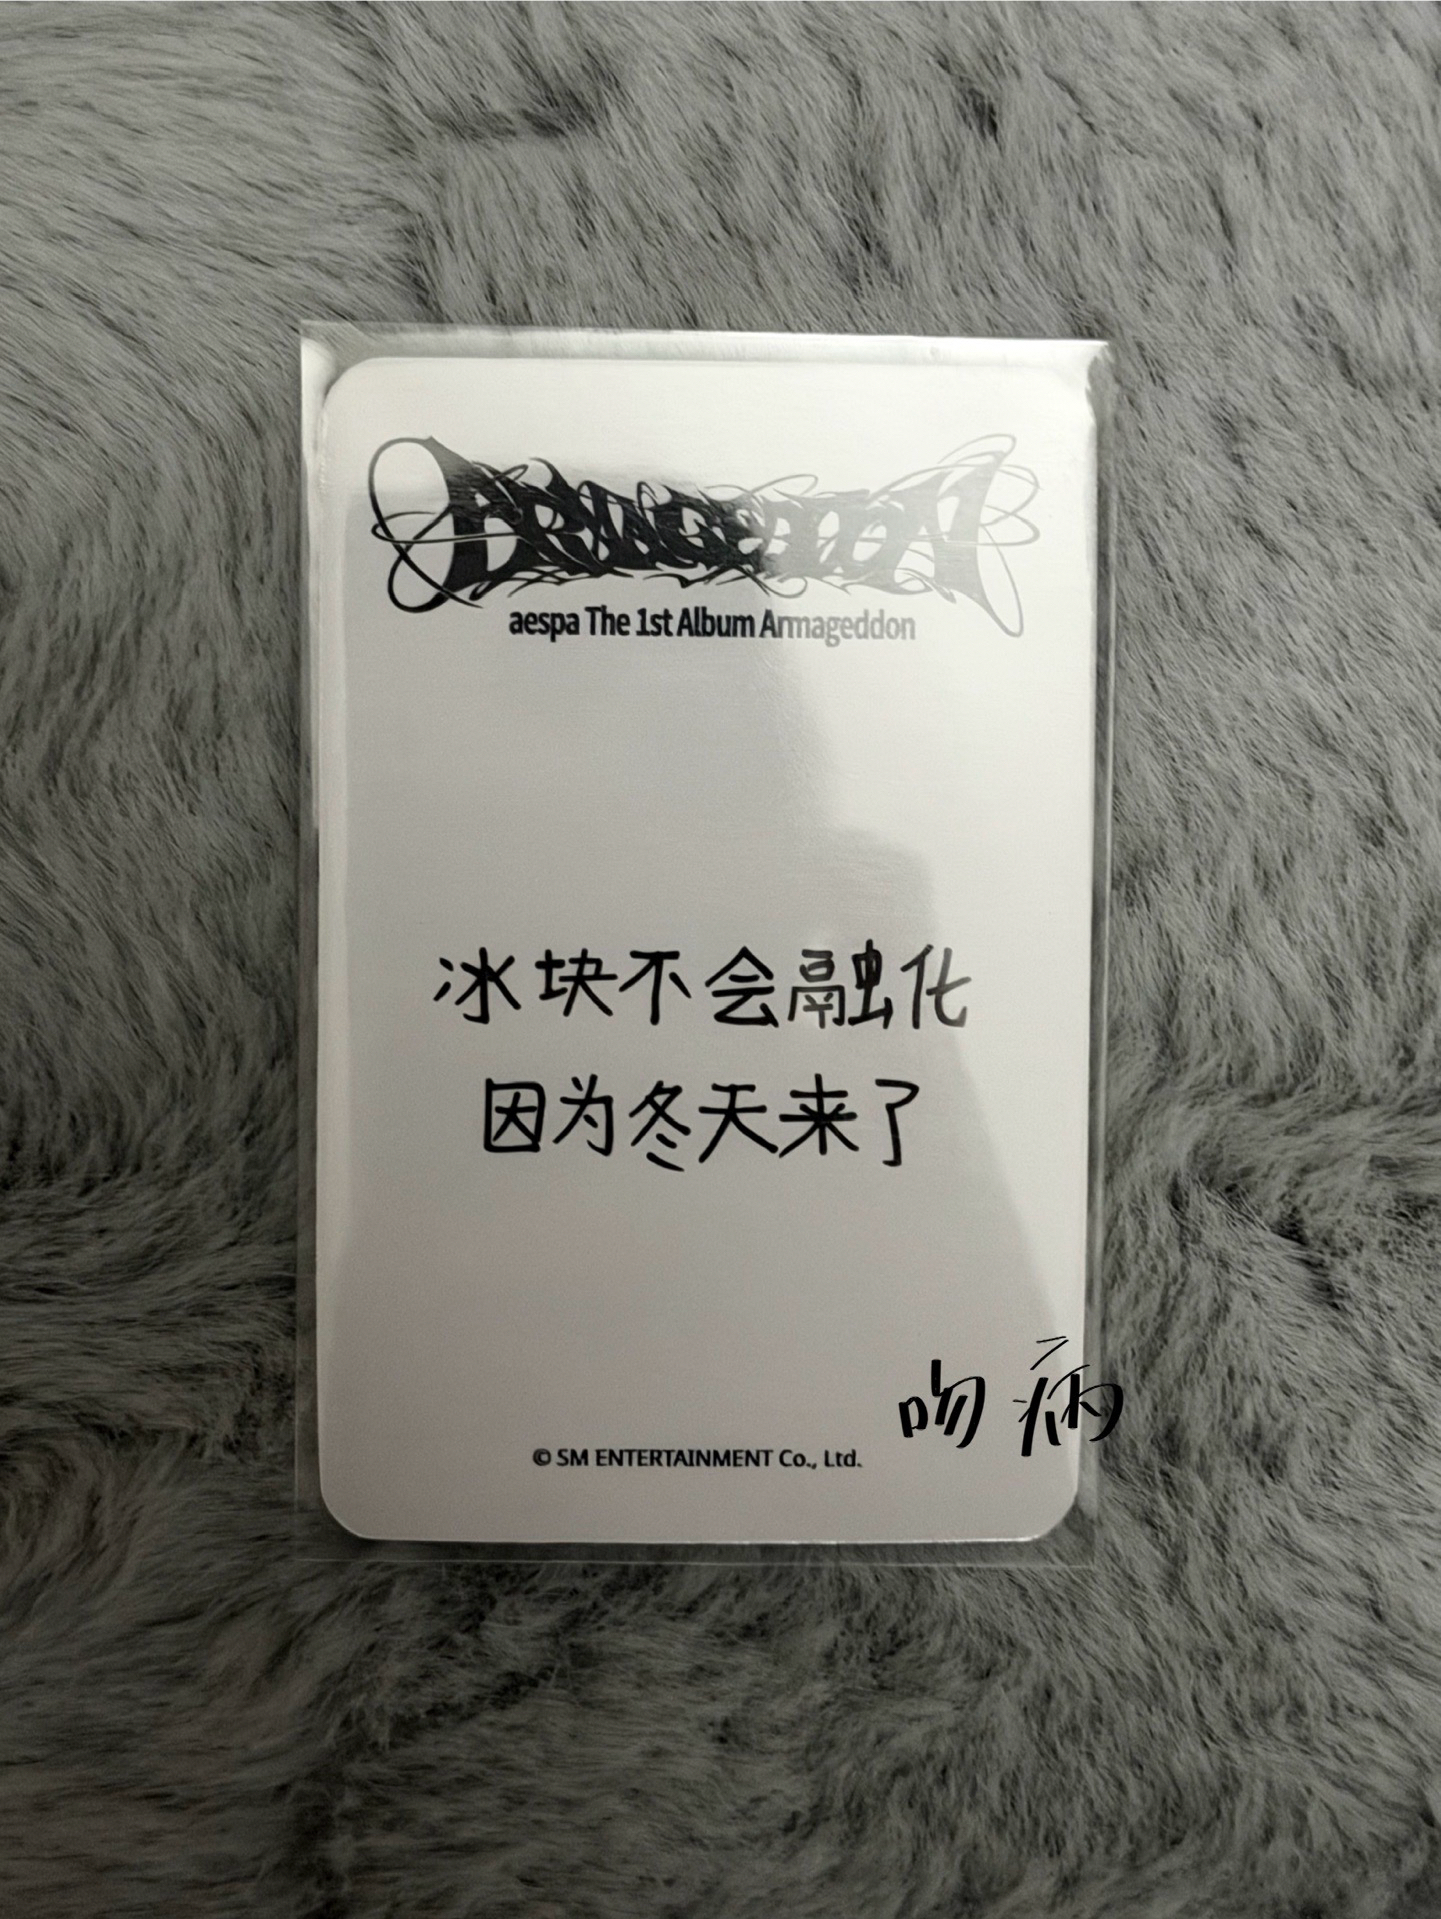 ARMAGEDDON
aespa The 1st Album Armageddon
冰块不会融化
因为冬天来了
吻病
© SM ENTERTAINMENT Co., Ltd.